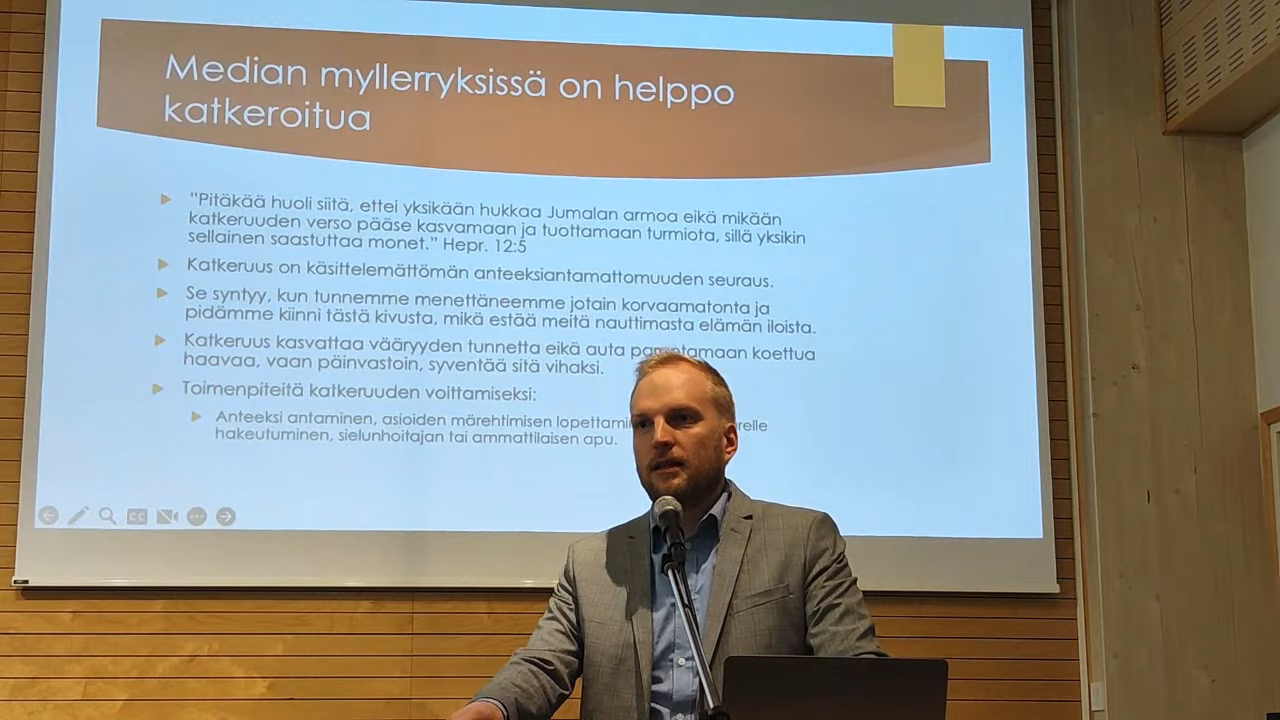 Median myllerryksissä on helppo
katkeroitua
"Pitäkää huoli siitä, ettei yksikään hukkaa Jumalan armoa eikä mikään
katkeruuden verso pääse kasvamaan ja tuottamaan turmiota, sillä yksikin
sellainen saastuttaa monet." Hepr. 12:5
Katkeruus on käsittelemättömän anteeksiantamattomuuden seuraus.
Se syntyy, kun tunnemme menettäneemme jotain korvaamatonta ja
pidämme kiinni tästä kivusta, mikä estää meitä nauttimasta elämän iloista.
Katkeruus kasvattaa vääryyden tunnetta eikä auta koettua
haavaa, vaan päinvastoin, syventää sitä vihaksi.
Toimenpiteitä katkeruuden voittamiseksi:
Anteeksi antaminen, asioiden märehtimisen
hakeutuminen, sielunhoitajan tai ammattilaisen apu.
CC